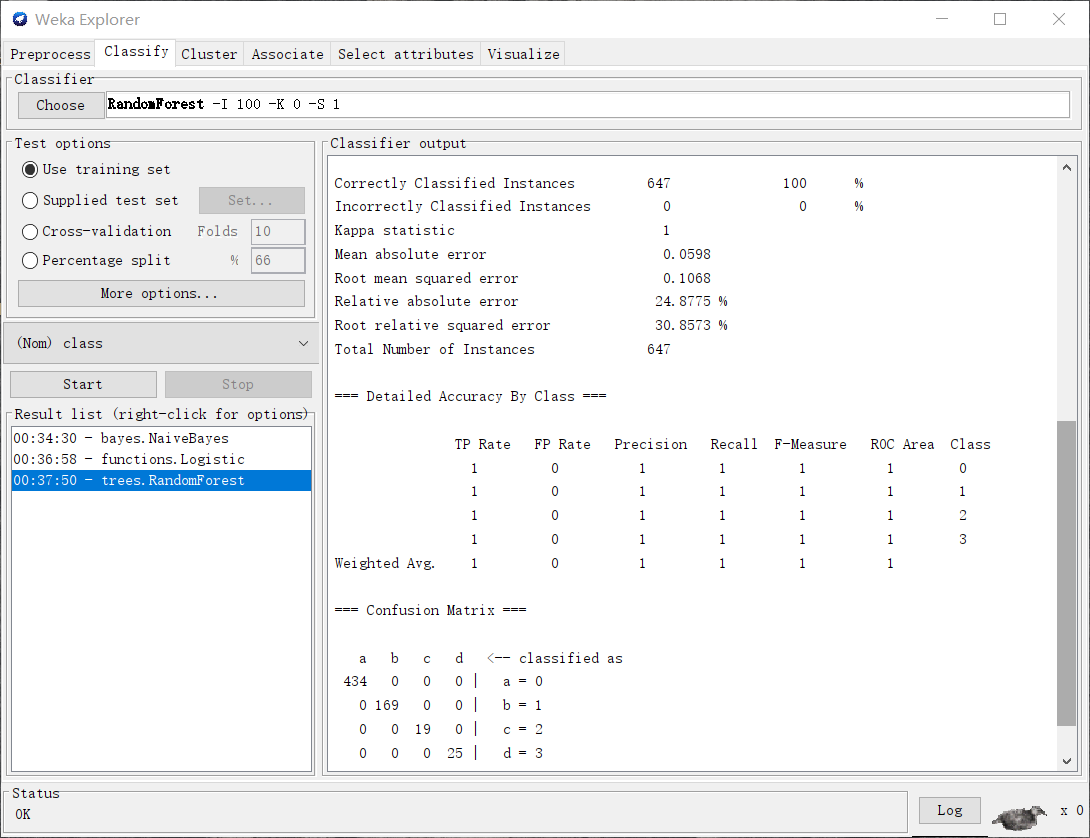 Weka Explorer
Preprocess Classify Cluster Associate Select attributes Visualize
Classifier
Choose RandomForest -I 100 -K 0 -S 1
Test options
Use training set
Supplied test set Set...
Cross-validation Folds 10
Percentage split % 66
More options...
(Nom) class
Start Stop
Result list (right-click for options)
00:34:30 - bayes.NaiveBayes
00:36:58 - functions.Logistic
00:37:50 - trees.RandomForest
Classifier output
Correctly Classified Instances 647 100 %
Incorrectly Classified Instances 0 0 %
Kappa statistic 1
Mean absolute error 0.0598
Root mean squared error 0.1068
Relative absolute error 24.8775 %
Root relative squared error 30.8573 %
Total Number of Instances 647
=== Detailed Accuracy By Class ===
TP Rate FP Rate Precision Recall F-Measure ROC Area Class
1 0 1 1 1 1 0
1 0 1 1 1 1 1
1 0 1 1 1 1 2
1 0 1 1 1 1 3
Weighted Avg. 1 0 1 1 1 1
=== Confusion Matrix ===
a b c d <-- classified as
434 0 0 0 | a = 0
0 169 0 0 | b = 1
0 0 19 0 | c = 2
0 0 0 25 | d = 3
Status
OK
Log x 0